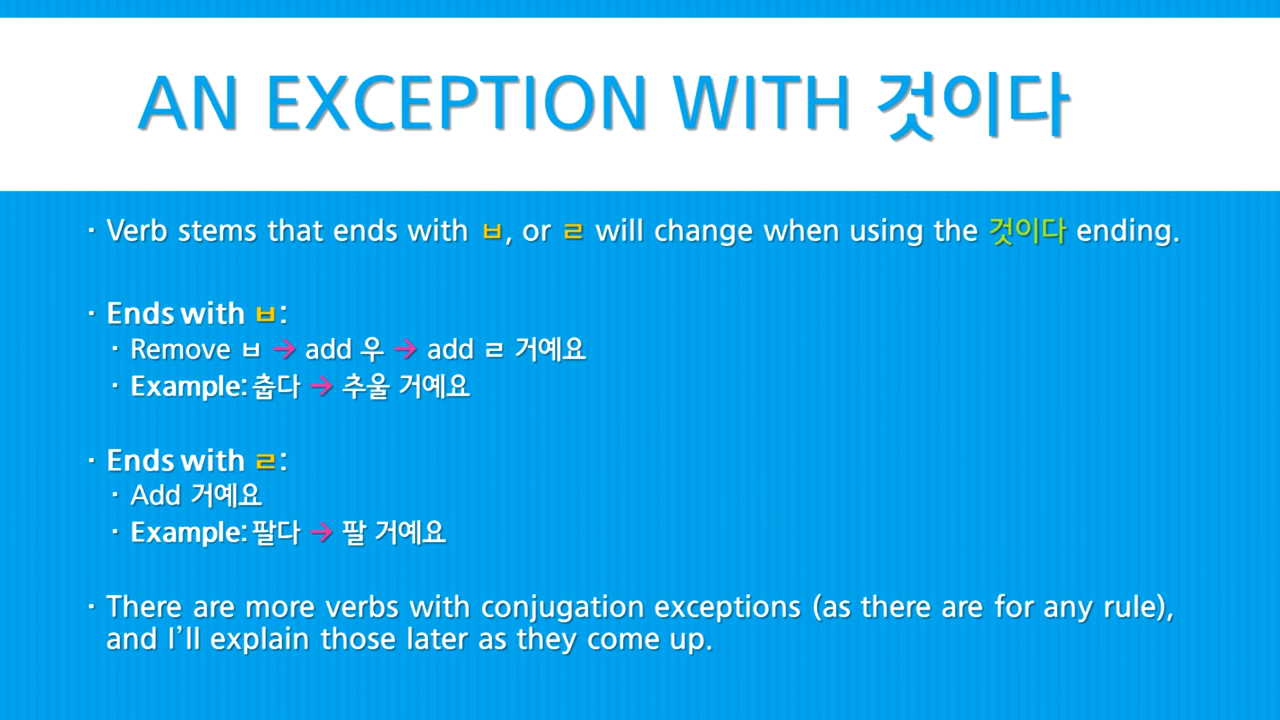 AN EXCEPTION WITH 것이다
· Verb stems that ends with ㅂ, or ㄹ will change when using the 것이다 ending.
· Ends with ㅂ:
· Remove ㅂ → add 우 → add ㄹ 거예요
· Example: 춥다 → 추울 거예요
· Ends with ㄹ:
· Add 거예요
· Example: 팔다 → 팔 거예요
· There are more verbs with conjugation exceptions (as there are for any rule),
and I’ll explain those later as they come up.